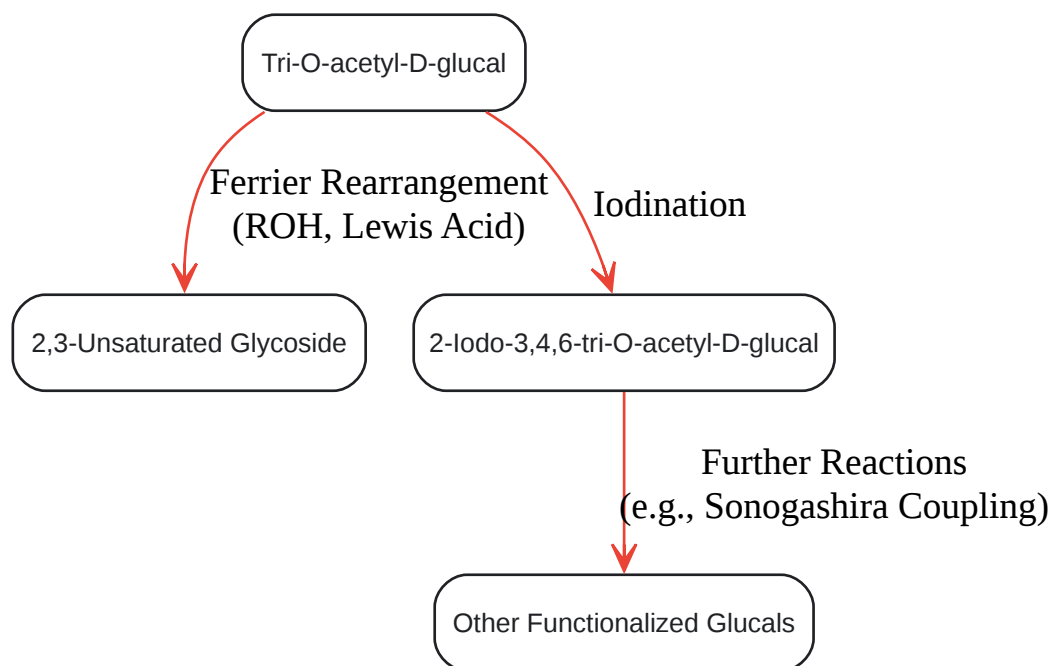 Tri-O-acetyl-D-glucal
Ferrier Rearrangement
(ROH, Lewis Acid)
Iodination
2,3-Unsaturated Glycoside
2-Iodo-3,4,6-tri-O-acetyl-D-glucal
Further Reactions
(e.g., Sonogashira Coupling)
Other Functionalized Glucals